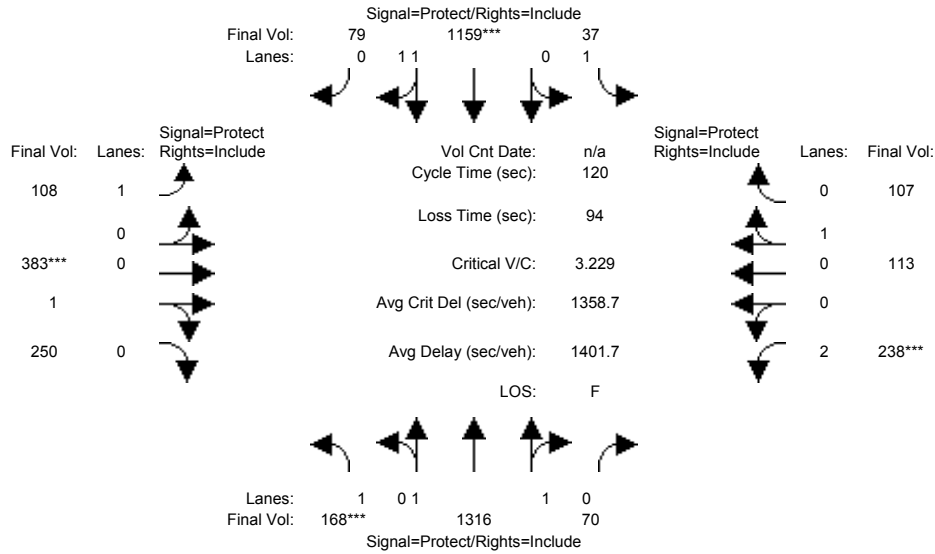 Signal=Protect/Rights=Include
Final Vol: 79 1159*** 37
Lanes: 0 1 1 0 1
Signal=Protect Signal=Protect
Final Vol: Lanes: Rights=Include Vol Cnt Date: n/a Rights=Include Lanes: Final Vol:
Cycle Time (sec): 120
108 1 0 107
Loss Time (sec): 94
0 1
383*** 0 Critical V/C: 3.229 0 113
1 Avg Crit Del (sec/veh): 1358.7 0
250 0 Avg Delay (sec/veh): 1401.7 2 238***
LOS: F
Lanes: 1 0 1 1 0
Final Vol: 168*** 1316 70
Signal=Protect/Rights=Include